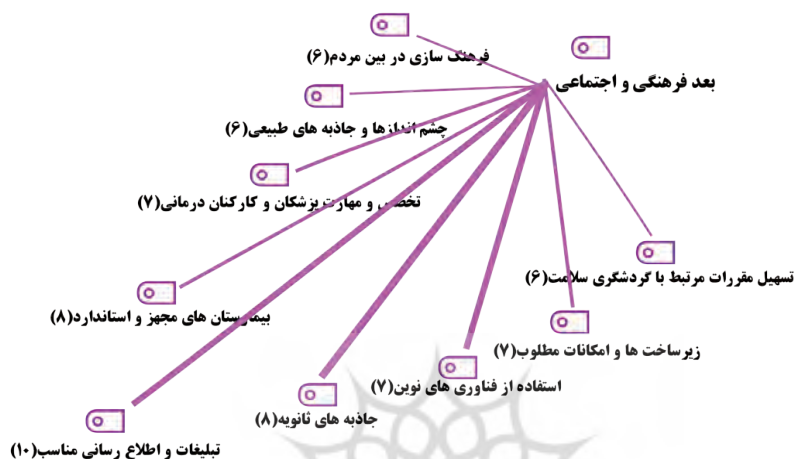 فرهنگ سازی در بین مردم(۶)
بعد فرهنگی و اجتماعی
چشم اندازها و جاذبه های طبیعی(۶)
تخصص و مهارت پزشکان و کارکنان درمانی(۷)
تسهیل مقررات مرتبط با گردشگری سلامت(۶)
بیمارستان های مجهز و استاندارد(۸)
زیرساخت ها و امکانات مطلوب(۷)
استفاده از فناوری های نوین(۷)
جاذبه های ثانویه(۸)
تبلیغات و اطلاع رسانی مناسب(۱۰)